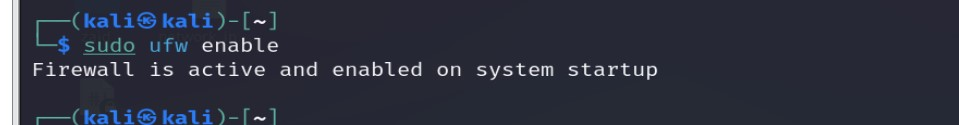 ┌──(kali㉿kali)-[~]
└─$ sudo ufw enable
Firewall is active and enabled on system startup
┌──(kali㉿kali)-[~]